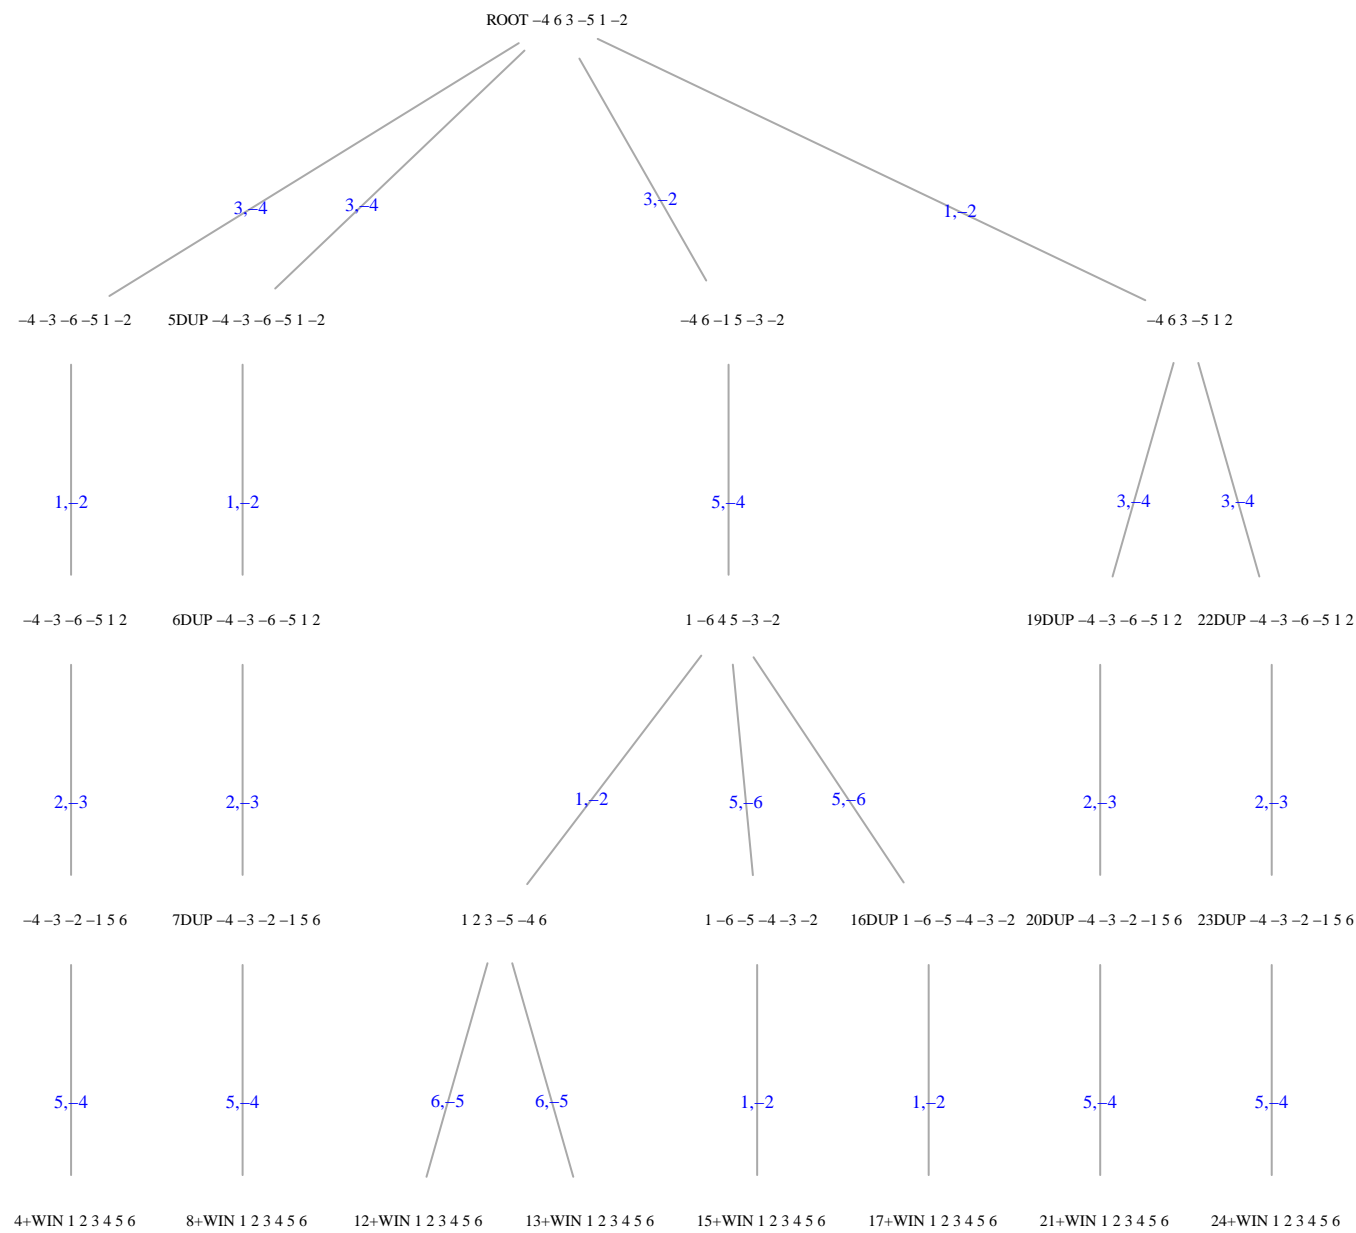 ROOT −4 6 3 −5 1 −2
3,−4
3,−4
3,−2
1,−2
−4 −3 −6 −5 1 −2
5DUP −4 −3 −6 −5 1 −2
−4 6 −1 5 −3 −2
−4 6 3 −5 1 2
1,−2
1,−2
5,−4
3,−4
3,−4
−4 −3 −6 −5 1 2
6DUP −4 −3 −6 −5 1 2
1 −6 4 5 −3 −2
19DUP −4 −3 −6 −5 1 2
22DUP −4 −3 −6 −5 1 2
2,−3
2,−3
1,−2
5,−6
5,−6
2,−3
2,−3
−4 −3 −2 −1 5 6
7DUP −4 −3 −2 −1 5 6
1 2 3 −5 −4 6
1 −6 −5 −4 −3 −2
16DUP 1 −6 −5 −4 −3 −2
20DUP −4 −3 −2 −1 5 6
23DUP −4 −3 −2 −1 5 6
5,−4
5,−4
6,−5
6,−5
1,−2
1,−2
5,−4
5,−4
4+WIN 1 2 3 4 5 6
8+WIN 1 2 3 4 5 6
12+WIN 1 2 3 4 5 6
13+WIN 1 2 3 4 5 6
15+WIN 1 2 3 4 5 6
17+WIN 1 2 3 4 5 6
21+WIN 1 2 3 4 5 6
24+WIN 1 2 3 4 5 6